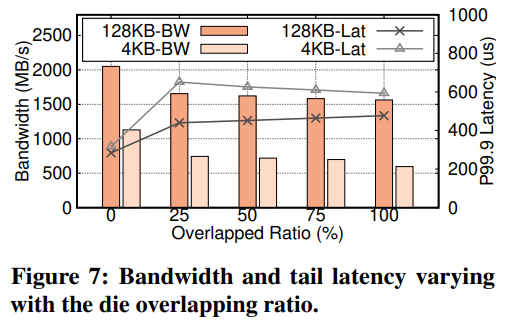 128KB-BW 128KB-Lat
4KB-BW 4KB-Lat
2500
2000
1500
1000
500
0
Bandwidth (MB/s)
1000
800
600
400
200
0
P99.9 Latency (us)
0 25 50 75 100
Overlapped Ratio (%)
Figure 7: Bandwidth and tail latency varying
with the die overlapping ratio.